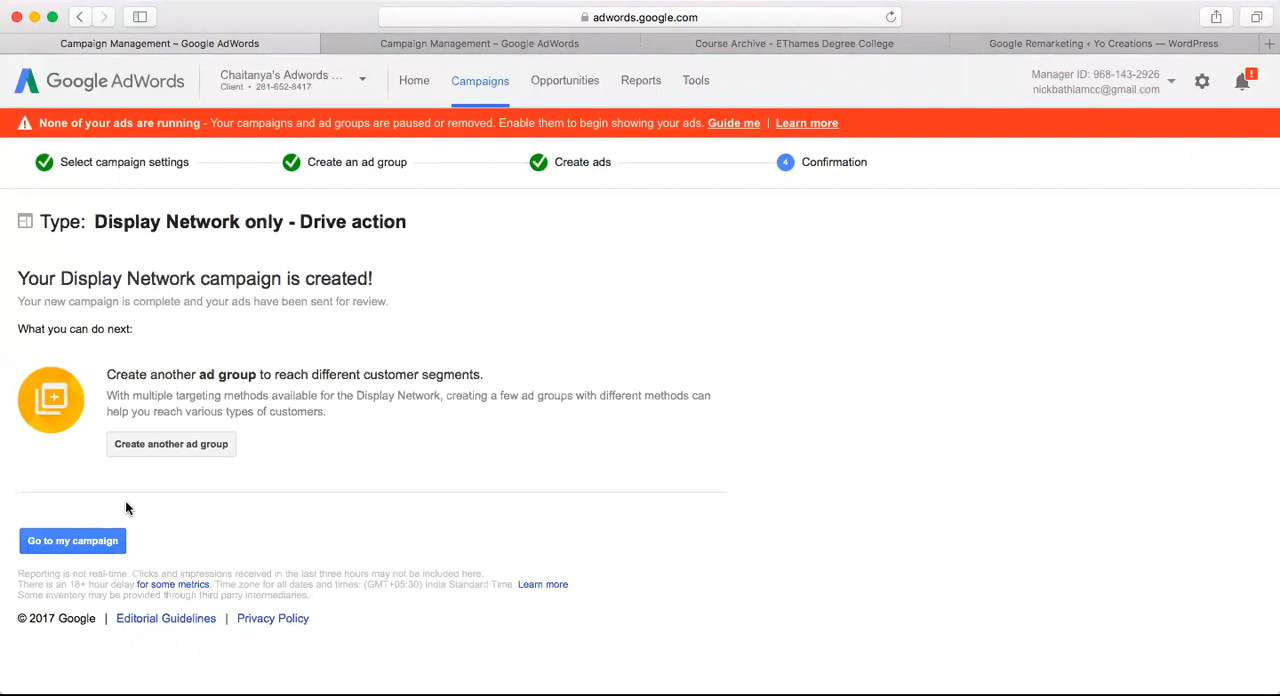 adwords.google.com
Campaign Management – Google AdWords
Campaign Management – Google AdWords
Course Archive - EThames Degree College
Google Remarketing ‹ Yo Creations — WordPress
Google AdWords
Chaitanya's Adwords ...
Client • 281-652-8417
Home
Campaigns
Opportunities
Reports
Tools
Manager ID: 968-143-2926
nickbathlamcc@gmail.com
!
None of your ads are running - Your campaigns and ad groups are paused or removed. Enable them to begin showing your ads. Guide me | Learn more
Select campaign settings
Create an ad group
Create ads
4 Confirmation
Type: Display Network only - Drive action
Your Display Network campaign is created!
Your new campaign is complete and your ads have been sent for review.
What you can do next:
Create another ad group to reach different customer segments.
With multiple targeting methods available for the Display Network, creating a few ad groups with different methods can
help you reach various types of customers.
Create another ad group
Go to my campaign
Reporting is not real-time. Clicks and impressions received in the last three hours may not be included here.
There is an 18+ hour delay for some metrics. Time zone for all dates and times: (GMT+05:30) India Standard Time. Learn more
Some inventory may be provided through third party intermediaries.
© 2017 Google | Editorial Guidelines | Privacy Policy